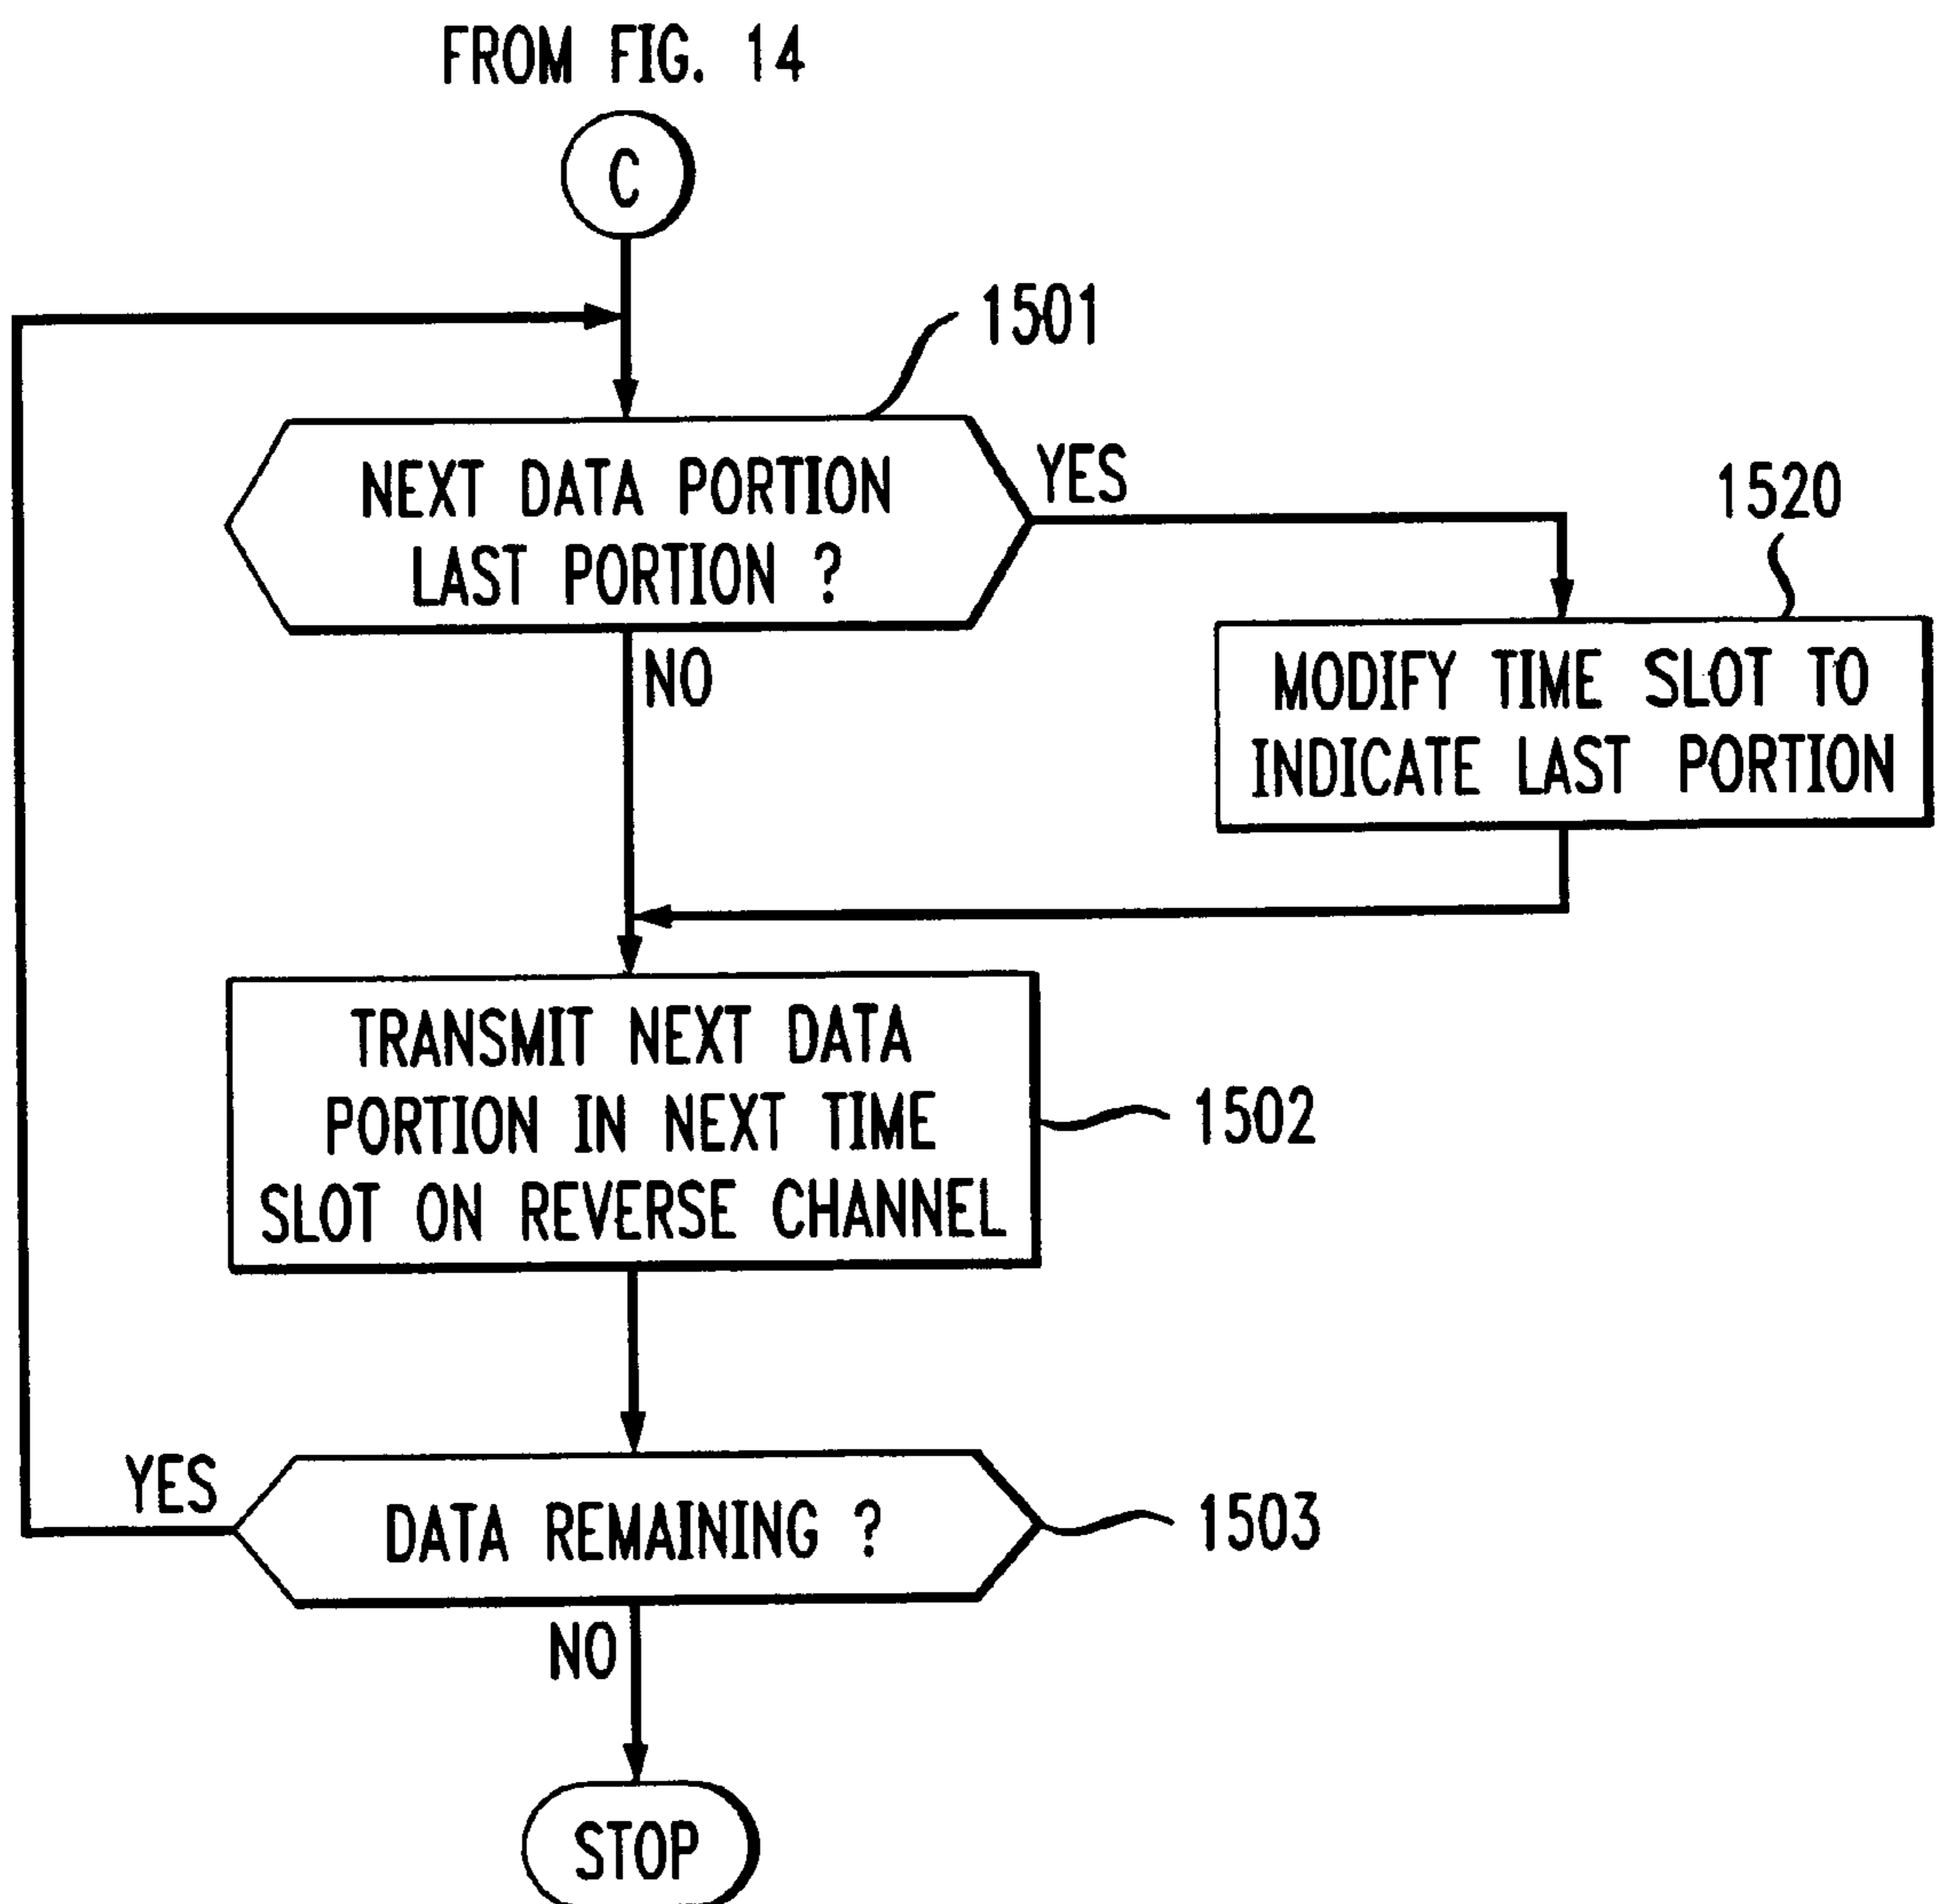 FROM FIG. 14
C
1501
NEXT DATA PORTION
LAST PORTION ?
YES
1520
NO
MODIFY TIME SLOT TO
INDICATE LAST PORTION
TRANSMIT NEXT DATA
PORTION IN NEXT TIME
SLOT ON REVERSE CHANNEL
1502
YES
DATA REMAINING ?
1503
NO
STOP